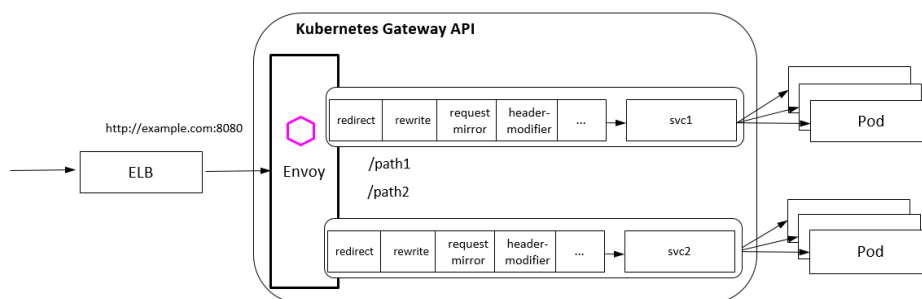 Kubernetes Gateway API
http://example.com:8080
ELB
Envoy
redirect
rewrite
request
mirror
header-
modifier
...
svc1
Pod
/path1
/path2
redirect
rewrite
request
mirror
header-
modifier
...
svc2
Pod